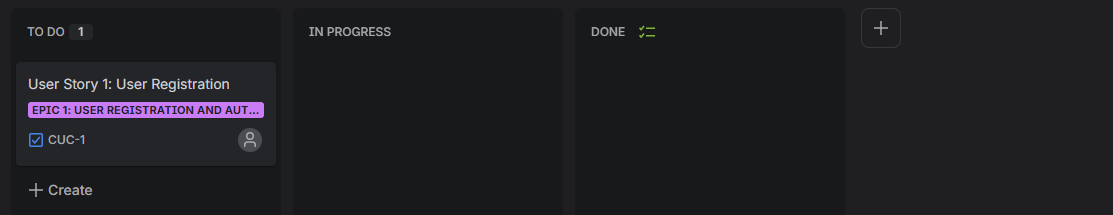 TO DO 1
IN PROGRESS
DONE
User Story 1: User Registration
EPIC 1: USER REGISTRATION AND AUT...
CUC-1
Create